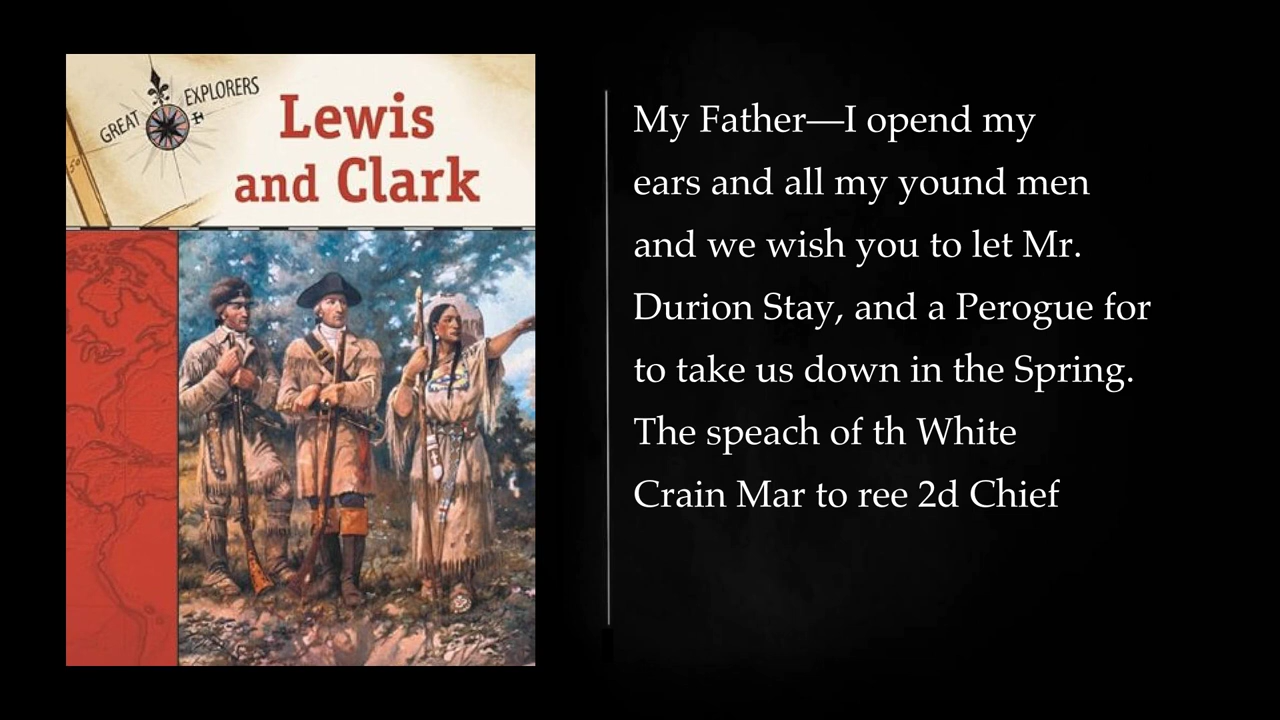 GREAT EXPLORERS
Lewis
and Clark
50
My Father—I opend my
ears and all my yound men
and we wish you to let Mr.
Durion Stay, and a Perogue for
to take us down in the Spring.
The speach of th White
Crain Mar to ree 2d Chief